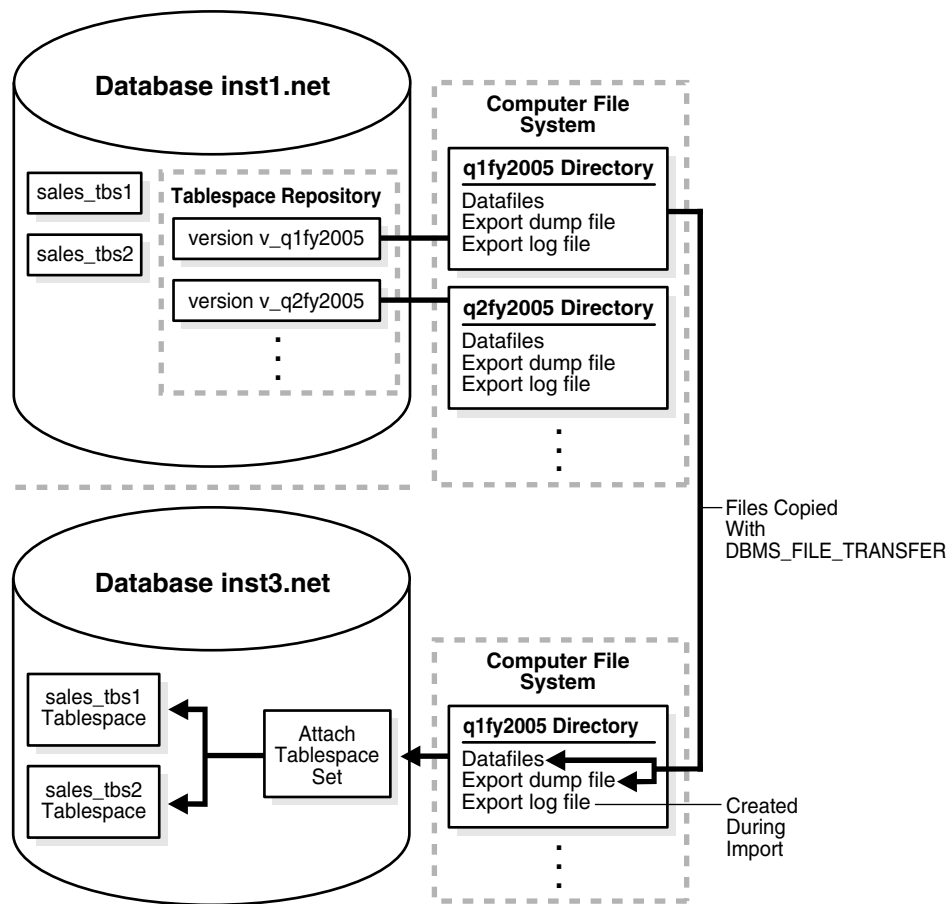 Database inst1.net
sales_tbs1
sales_tbs2
Tablespace Repository
version v_q1fy2005
version v_q2fy2005
Computer File
System
q1fy2005 Directory
Datafiles
Export dump file
Export log file
q2fy2005 Directory
Datafiles
Export dump file
Export log file
Files Copied
With
DBMS_FILE_TRANSFER
Database inst3.net
sales_tbs1
Tablespace
sales_tbs2
Tablespace
Attach
Tablespace
Set
Computer File
System
q1fy2005 Directory
Datafiles
Export dump file
Export log file
Created
During
Import